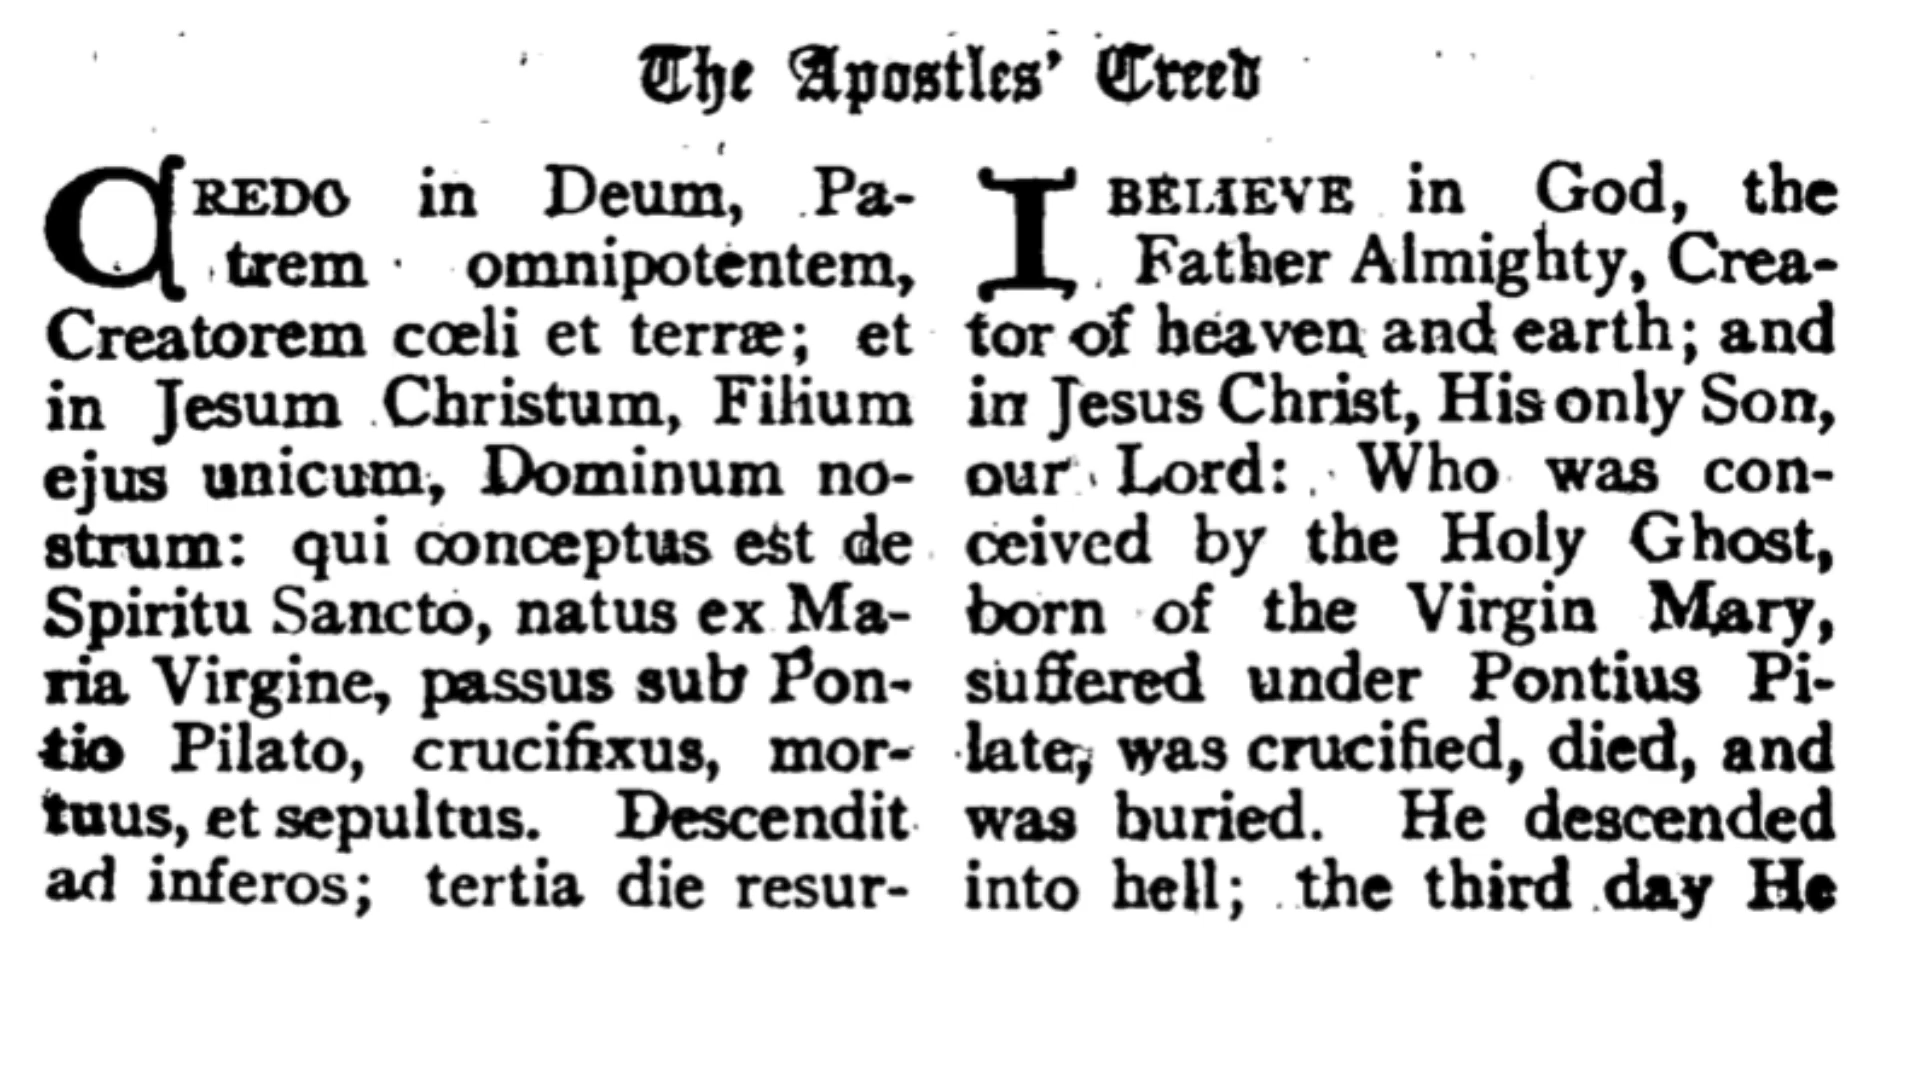 The Apostles' Creed
CREDO in Deum, Pa-
trem omnipotentem,
Creatorem cœli et terræ; et
in Jesum Christum, Filium
ejus unicum, Dominum no-
strum: qui conceptus est de
Spiritu Sancto, natus ex Ma-
ria Virgine, passus sub Pon-
tio Pilato, crucifixus, mor-
tuus, et sepultus. Descendit
ad inferos; tertia die resur-
I BELIEVE in God, the
Father Almighty, Crea-
tor of heaven and earth; and
in Jesus Christ, His only Son,
our Lord: Who was con-
ceived by the Holy Ghost,
born of the Virgin Mary,
suffered under Pontius Pi-
late, was crucified, died, and
was buried. He descended
into hell; the third day He